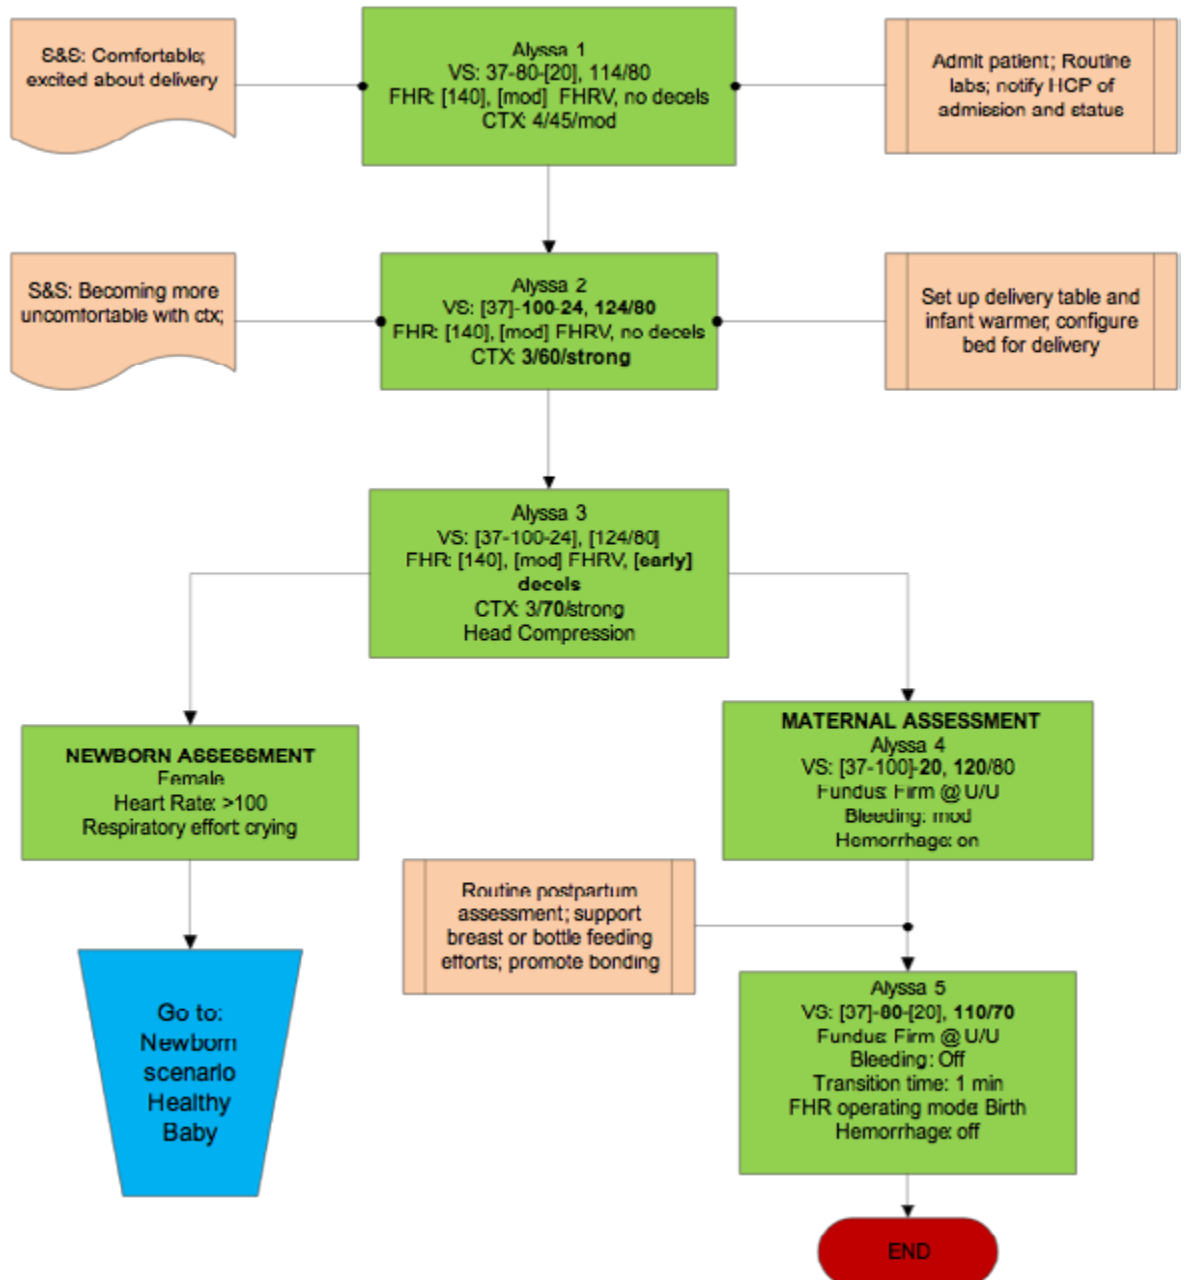 S&S: Comfortable;
excited about delivery
Alyssa 1
VS: 37-80-[20], 114/80
FHR: [140], [mod] FHRV, no decels
CTX: 4/45/mod
Admit patient; Routine
labs; notify HCP of
admission and status
S&S: Becoming more
uncomfortable with ctx;
Alyssa 2
VS: [37]-100-24, 124/80
FHR: [140], [mod] FHRV, no decels
CTX: 3/60/strong
Set up delivery table and
infant warmer, configure
bed for delivery
Alyssa 3
VS: [37-100-24], [124/80]
FHR: [140], [mod] FHRV, [early]
decels
CTX: 3/70/strong
Head Compression
NEWBORN ASSESSMENT
Female
Heart Rate: >100
Respiratory effort: crying
MATERNAL ASSESSMENT
Alyssa 4
VS: [37-100]-20, 120/80
Fundus: Firm @ U/U
Bleeding: mod
Hemorrhage: on
Routine postpartum
assessment; support
breast or bottle feeding
efforts; promote bonding
Go to:
Newborn
scenario
Healthy
Baby
Alyssa 5
VS: [37]-80-[20], 110/70
Fundus: Firm @ U/U
Bleeding: Off
Transition time: 1 min
FHR operating mode: Birth
Hemorrhage: off
END